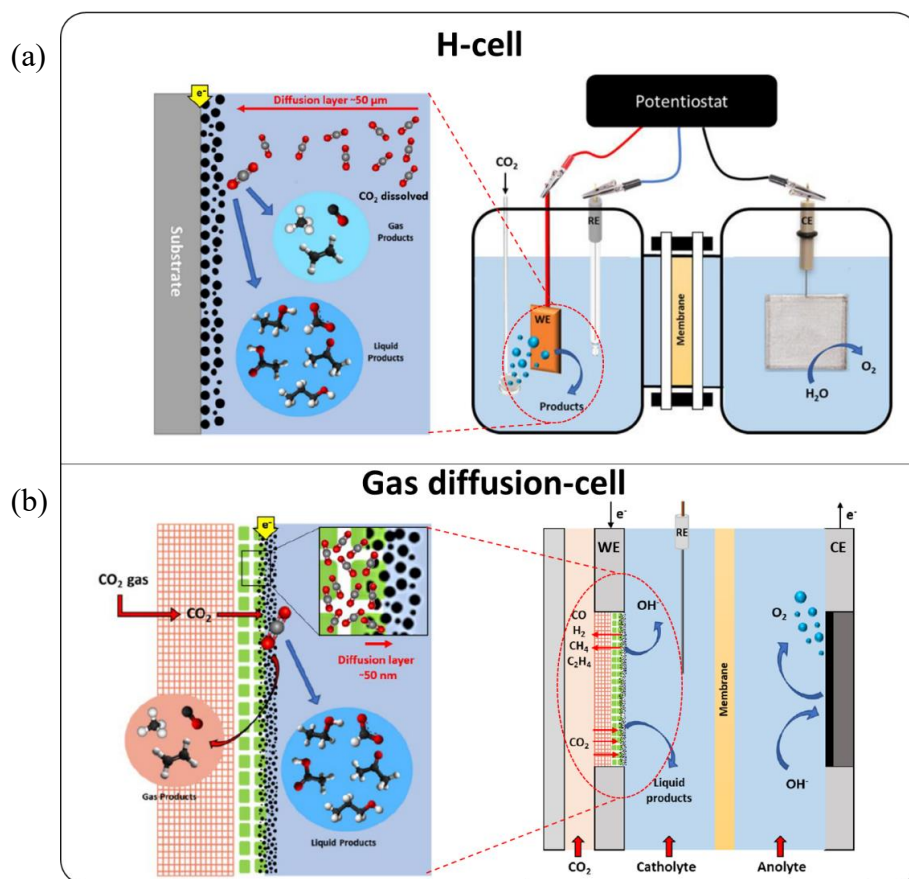 (a)
H-cell
e⁻
Diffusion layer ~50 µm
CO₂ dissolved
Gas
Products
Liquid
Products
Substrate
Potentiostat
CO₂
WE
RE
Products
Membrane
CE
H₂O
O₂
(b)
Gas diffusion-cell
e⁻
CO₂ gas
CO₂
Diffusion layer
~50 nm
Gas Products
Liquid Products
e⁻
WE
RE
CO
H₂
CH₄
C₂H₄
OH⁻
CO₂
Liquid
products
Membrane
e⁻
CE
O₂
OH⁻
CO₂
Catholyte
Anolyte